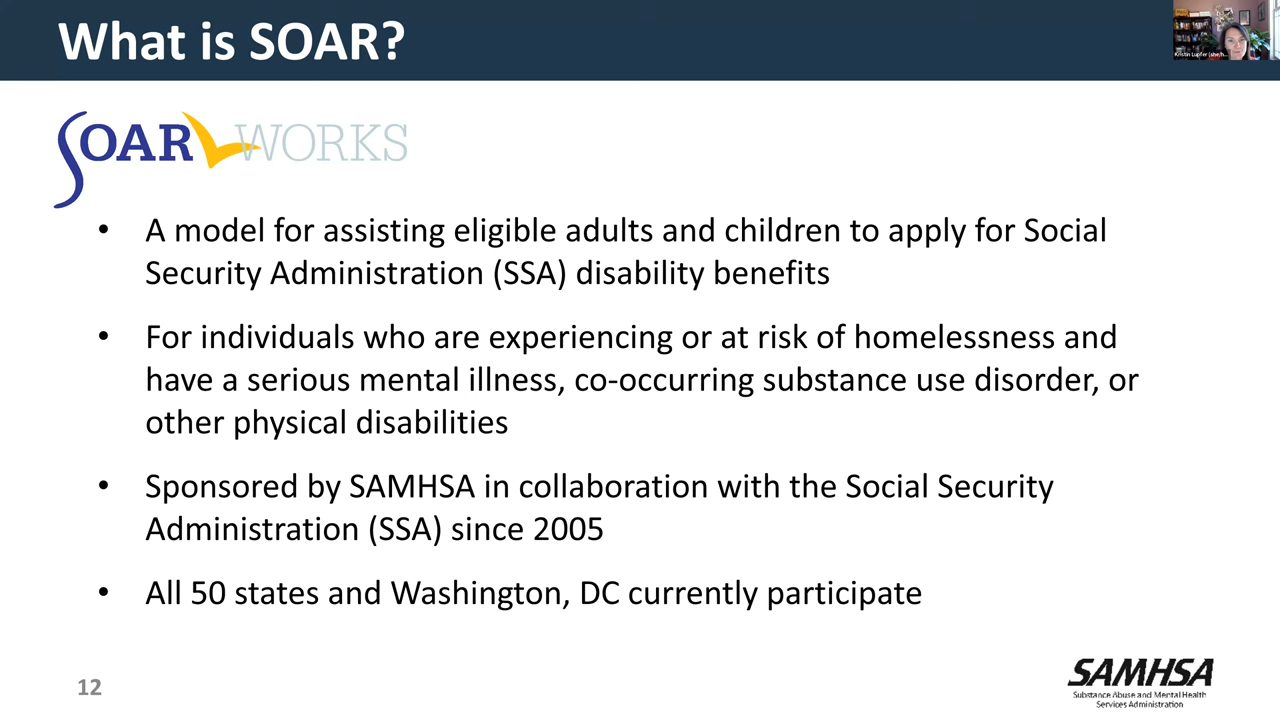 What is SOAR?
Kristin Lupfer (she/h...
SOAR WORKS
• A model for assisting eligible adults and children to apply for Social
Security Administration (SSA) disability benefits
• For individuals who are experiencing or at risk of homelessness and
have a serious mental illness, co-occurring substance use disorder, or
other physical disabilities
• Sponsored by SAMHSA in collaboration with the Social Security
Administration (SSA) since 2005
• All 50 states and Washington, DC currently participate
12
SAMHSA
Substance Abuse and Mental Health
Services Administration